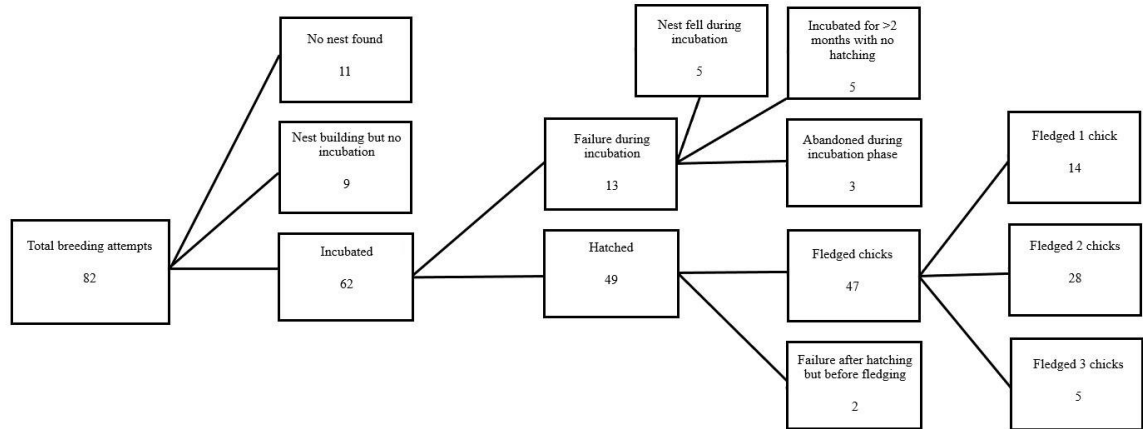 Total breeding attempts
82
No nest found
11
Nest building but no
incubation
9
Incubated
62
Failure during
incubation
13
Hatched
49
Nest fell during
incubation
5
Incubated for >2
months with no
hatching
5
Abandoned during
incubation phase
3
Fledged chicks
47
Failure after hatching
but before fledging
2
Fledged 1 chick
14
Fledged 2 chicks
28
Fledged 3 chicks
5